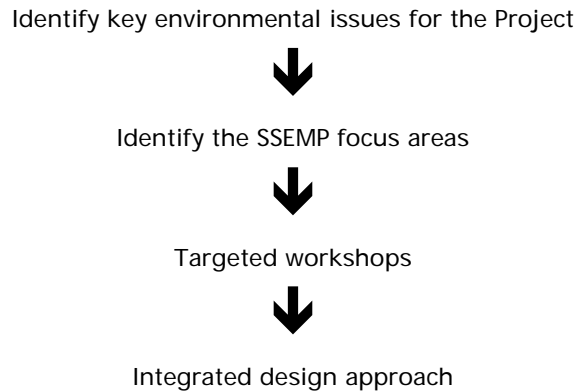 Identify key environmental issues for the Project
Identify the SSEMP focus areas
Targeted workshops
Integrated design approach